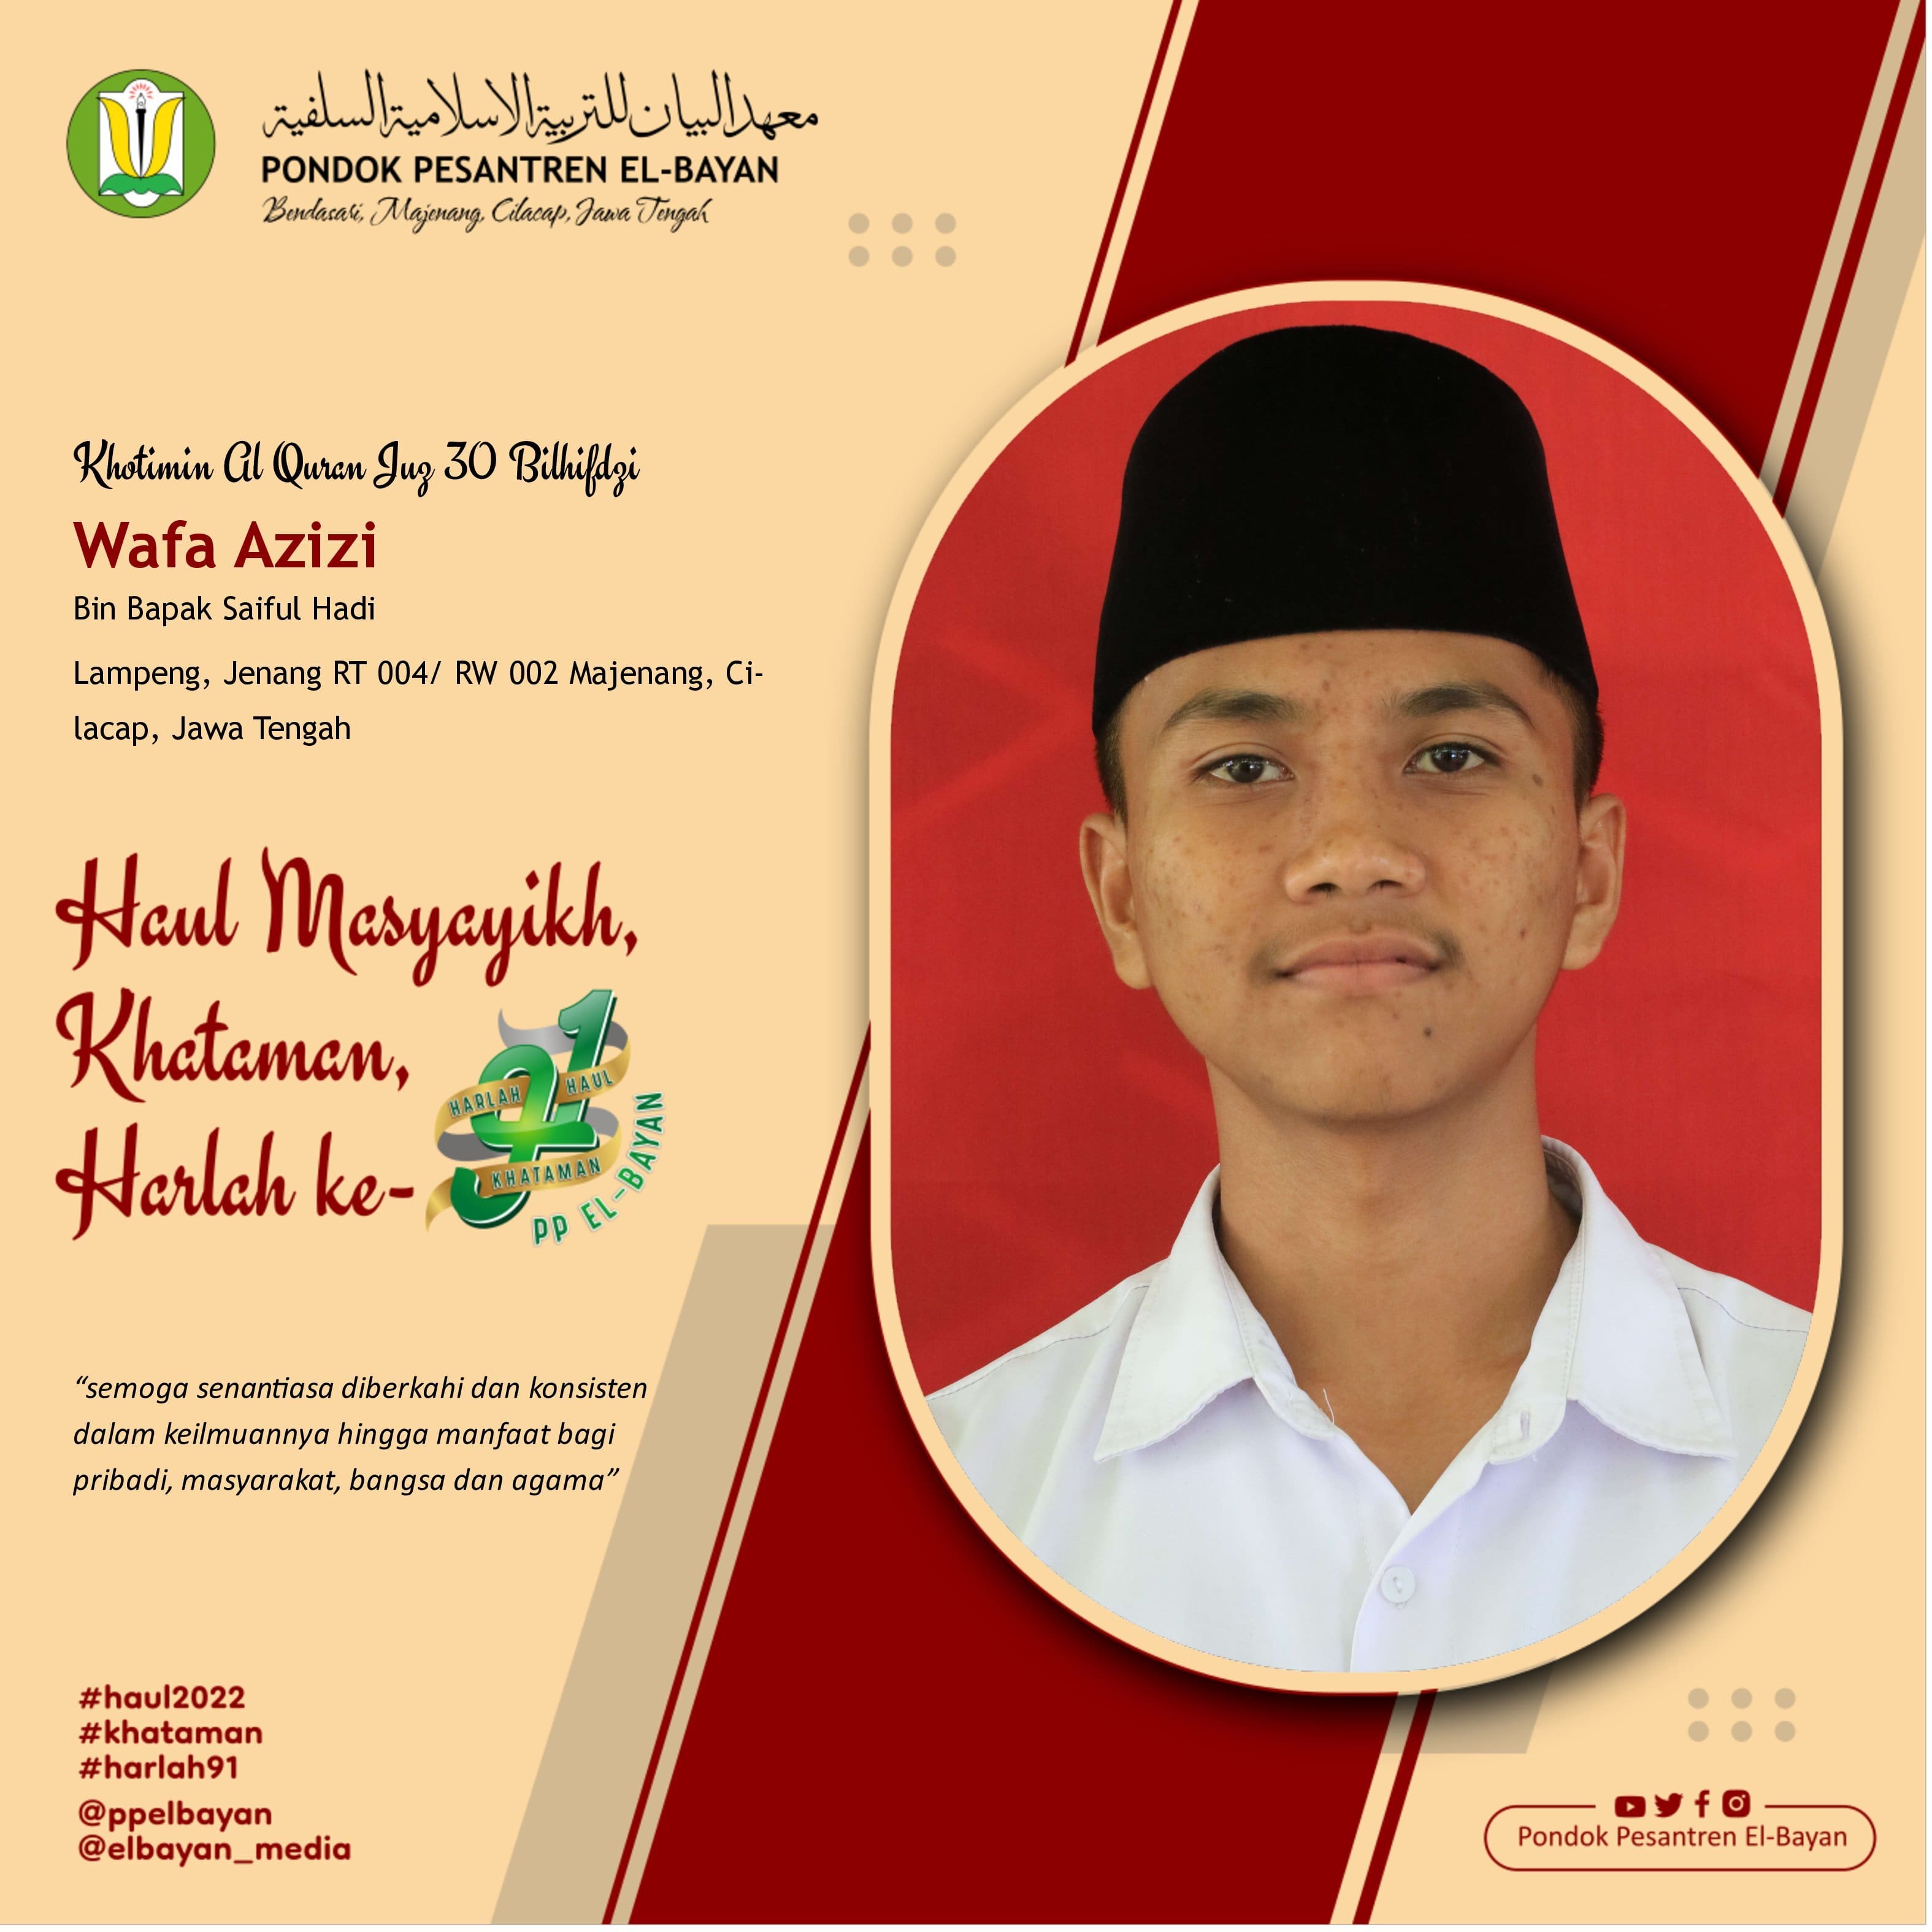 معهد البيان للتربية الاسلامية السلفية
PONDOK PESANTREN EL-BAYAN
Bendasari, Majenang, Cilacap, Jawa Tengah
Khotimin Al Quran Juz 30 Bilhifdzi
Wafa Azizi
Bin Bapak Saiful Hadi
Lampeng, Jenang RT 004/ RW 002 Majenang, Ci-
lacap, Jawa Tengah
Haul Masyayikh,
Khataman,
Harlah ke-
91
HARLAH HAUL
KHATAMAN
PP EL-BAYAN
“semoga senantiasa diberkahi dan konsisten
dalam keilmuannya hingga manfaat bagi
pribadi, masyarakat, bangsa dan agama”
#haul2022
#khataman
#harlah91
@ppelbayan
@elbayan_media
Pondok Pesantren El-Bayan